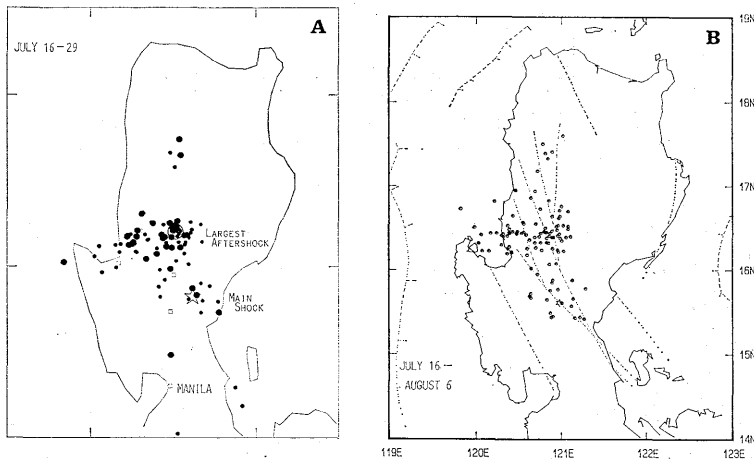 A
JULY 16-29
LARGEST
AFTERSHOCK
MAIN
SHOCK
MANILA
B
19N
18N
17N
16N
15N
14N
JULY 16 —
AUGUST 6
119E
120E
121E
122E
123E